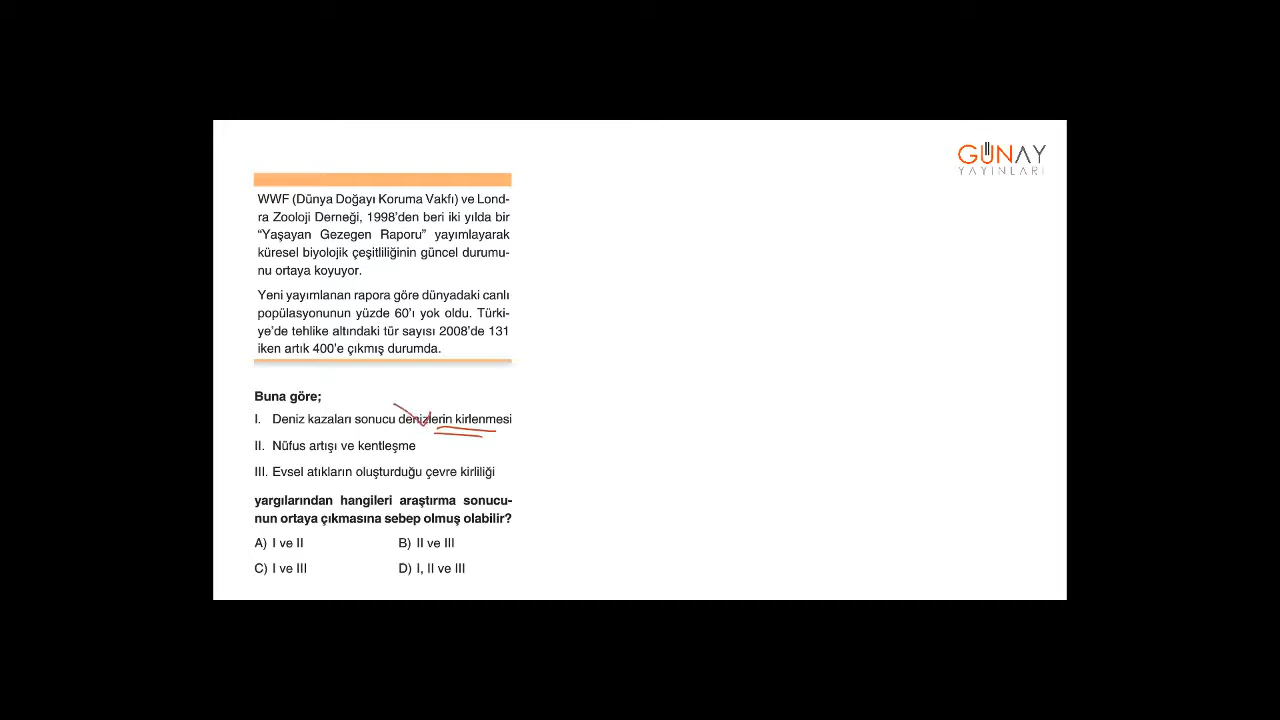 GÜNAY
YAYINLARI
WWF (Dünya Doğayı Koruma Vakfı) ve Lond-
ra Zooloji Derneği, 1998’den beri iki yılda bir
“Yaşayan Gezegen Raporu” yayımlayarak
küresel biyolojik çeşitliliğinin güncel durumu-
nu ortaya koyuyor.
Yeni yayımlanan rapora göre dünyadaki canlı
popülasyonunun yüzde 60’ı yok oldu. Türki-
ye’de tehlike altındaki tür sayısı 2008’de 131
iken artık 400’e çıkmış durumda.
Buna göre;
I. Deniz kazaları sonucu denizlerin kirlenmesi
II. Nüfus artışı ve kentleşme
III. Evsel atıkların oluşturduğu çevre kirliliği
yargılarından hangileri araştırma sonucu-
nun ortaya çıkmasına sebep olmuş olabilir?
A) I ve II B) II ve III
C) I ve III D) I, II ve III